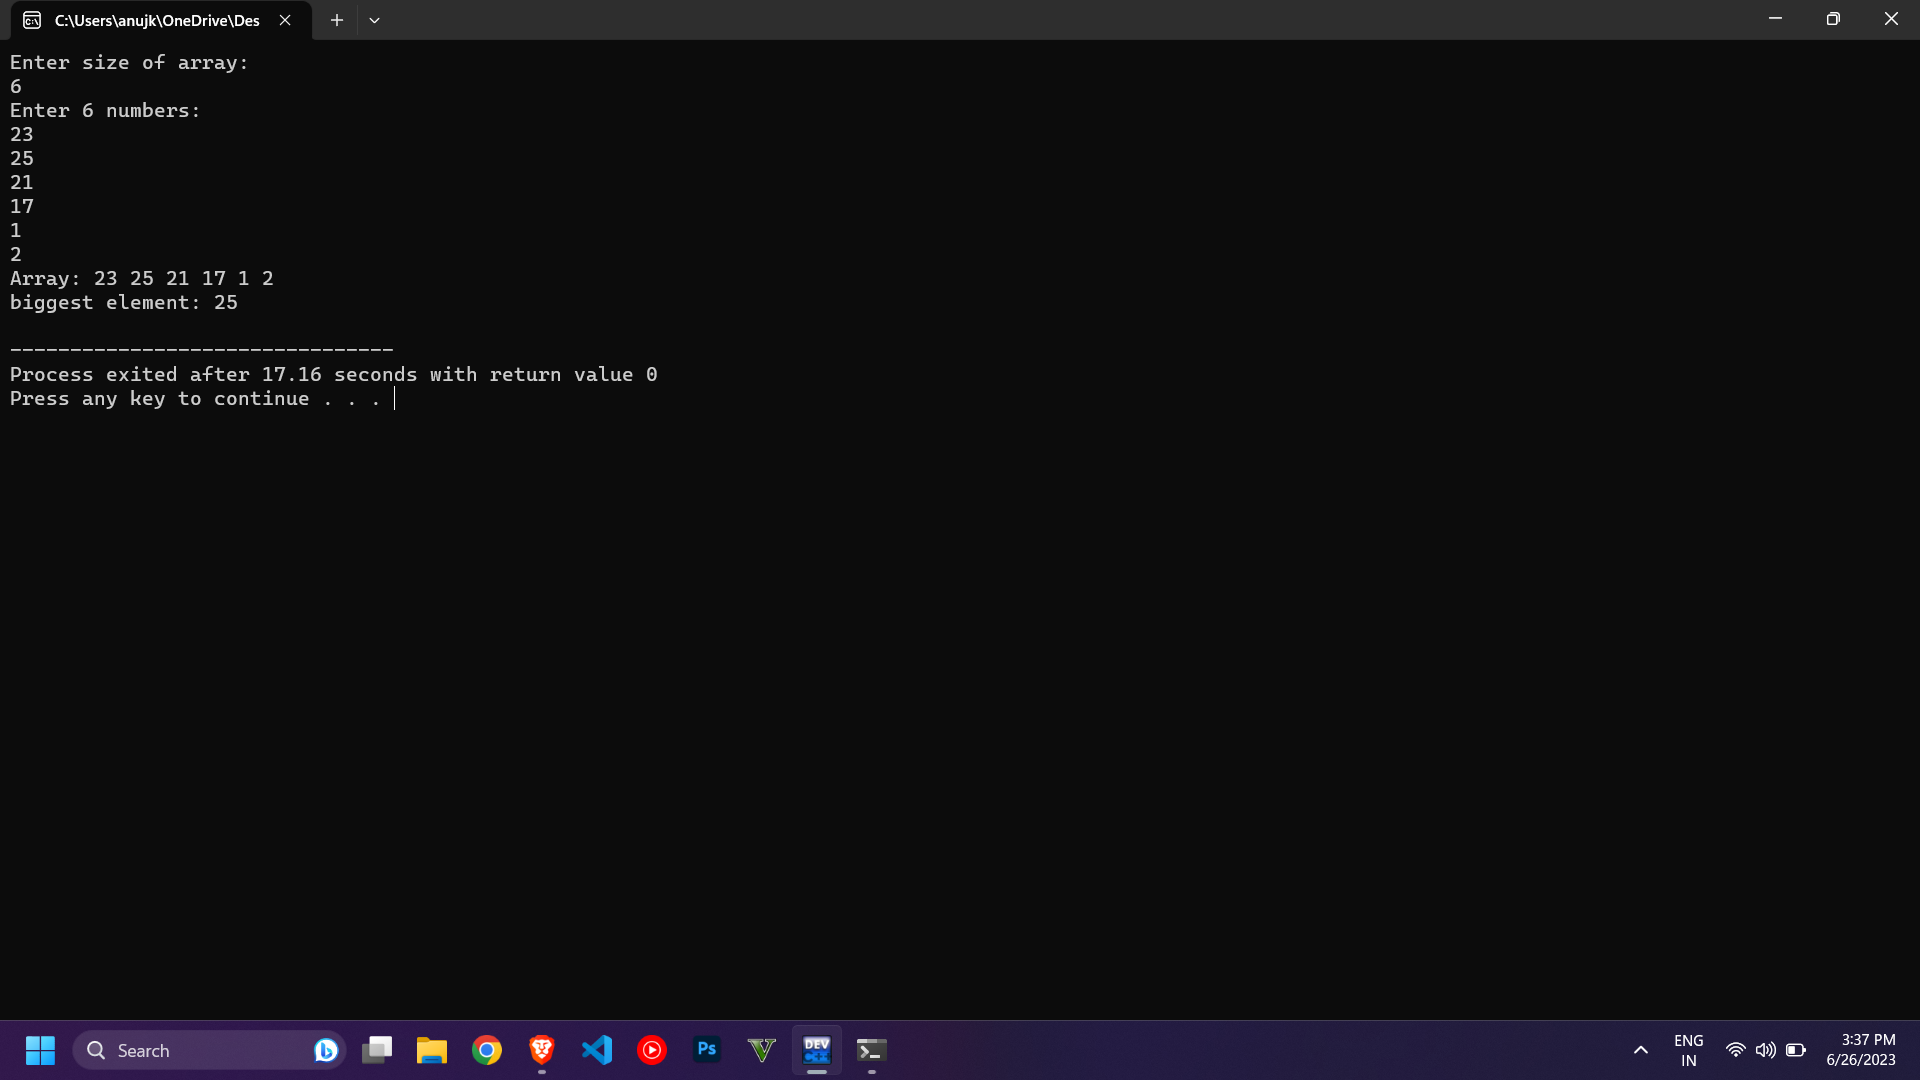 C:\Users\anujk\OneDrive\Des
Enter size of array:
6
Enter 6 numbers:
23
25
21
17
1
2
Array: 23 25 21 17 1 2
biggest element: 25
--------------------------------
Process exited after 17.16 seconds with return value 0
Press any key to continue . . .
Search
Ps
DEV
ENG
IN
3:37 PM
6/26/2023